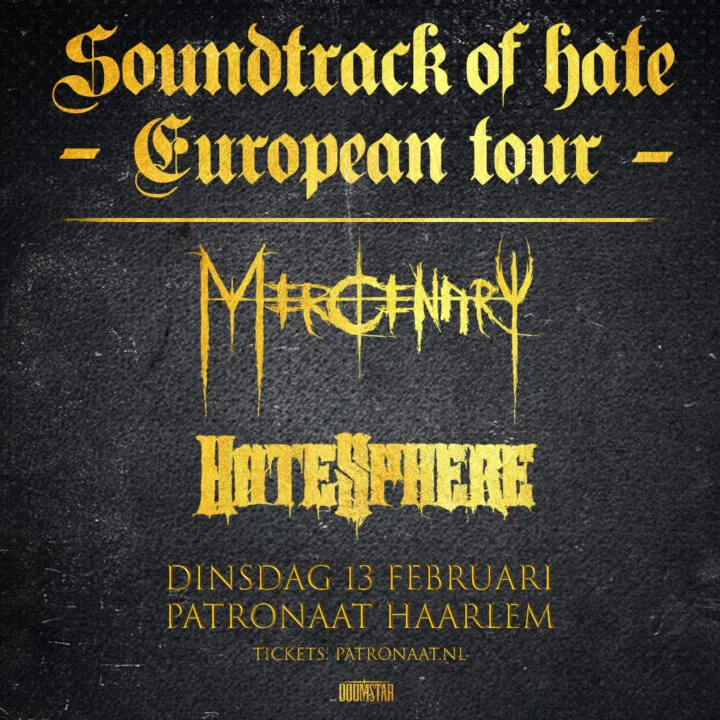 Soundtrack of hate
- European tour -
MERCENARY
HATESPHERE
DINSDAG 13 FEBRUARI
PATRONAAT HAARLEM
TICKETS: PATRONAAT.NL
DOOMSTAR